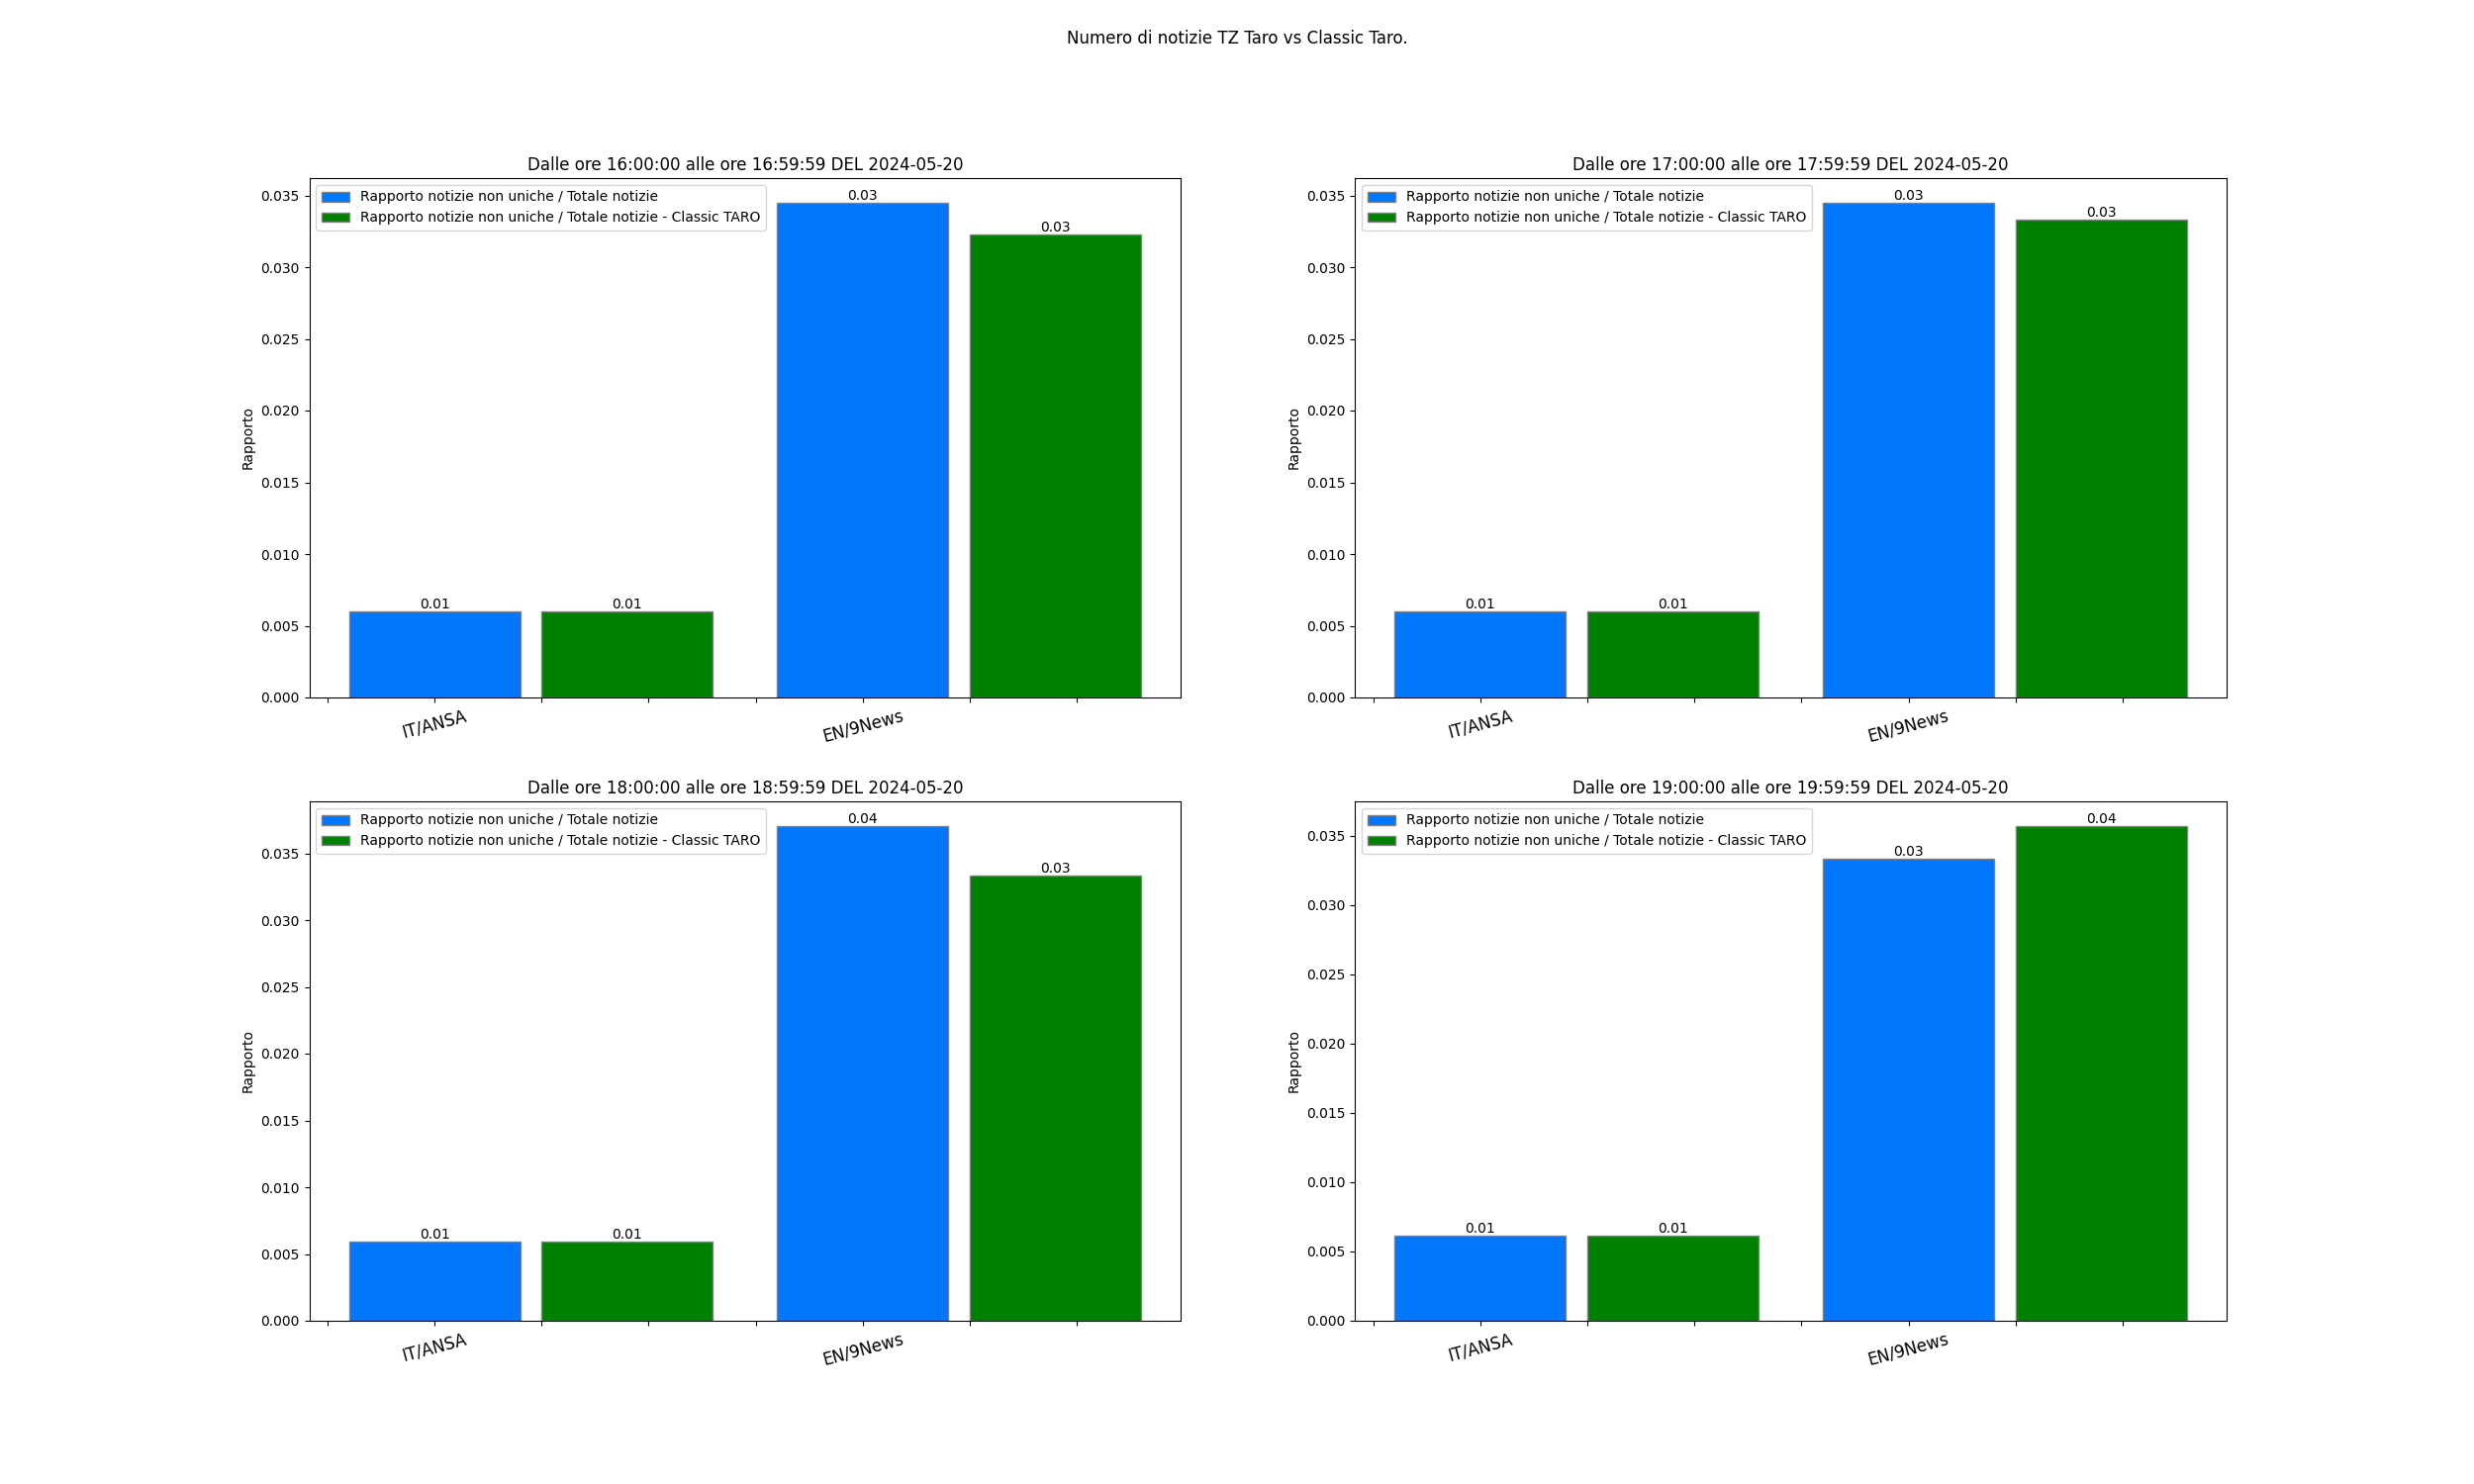 Numero di notizie TZ Taro vs Classic Taro.
Dalle ore 16:00:00 alle ore 16:59:59 DEL 2024-05-20
Rapporto notizie non uniche / Totale notizie
Rapporto notizie non uniche / Totale notizie - Classic TARO
Rapporto
0.035
0.030
0.025
0.020
0.015
0.010
0.005
0.000
0.01
0.01
0.03
0.03
IT/ANSA
EN/9News
Dalle ore 17:00:00 alle ore 17:59:59 DEL 2024-05-20
Rapporto notizie non uniche / Totale notizie
Rapporto notizie non uniche / Totale notizie - Classic TARO
Rapporto
0.035
0.030
0.025
0.020
0.015
0.010
0.005
0.000
0.01
0.01
0.03
0.03
IT/ANSA
EN/9News
Dalle ore 18:00:00 alle ore 18:59:59 DEL 2024-05-20
Rapporto notizie non uniche / Totale notizie
Rapporto notizie non uniche / Totale notizie - Classic TARO
Rapporto
0.035
0.030
0.025
0.020
0.015
0.010
0.005
0.000
0.01
0.01
0.04
0.03
IT/ANSA
EN/9News
Dalle ore 19:00:00 alle ore 19:59:59 DEL 2024-05-20
Rapporto notizie non uniche / Totale notizie
Rapporto notizie non uniche / Totale notizie - Classic TARO
Rapporto
0.035
0.030
0.025
0.020
0.015
0.010
0.005
0.000
0.01
0.01
0.03
0.04
IT/ANSA
EN/9News